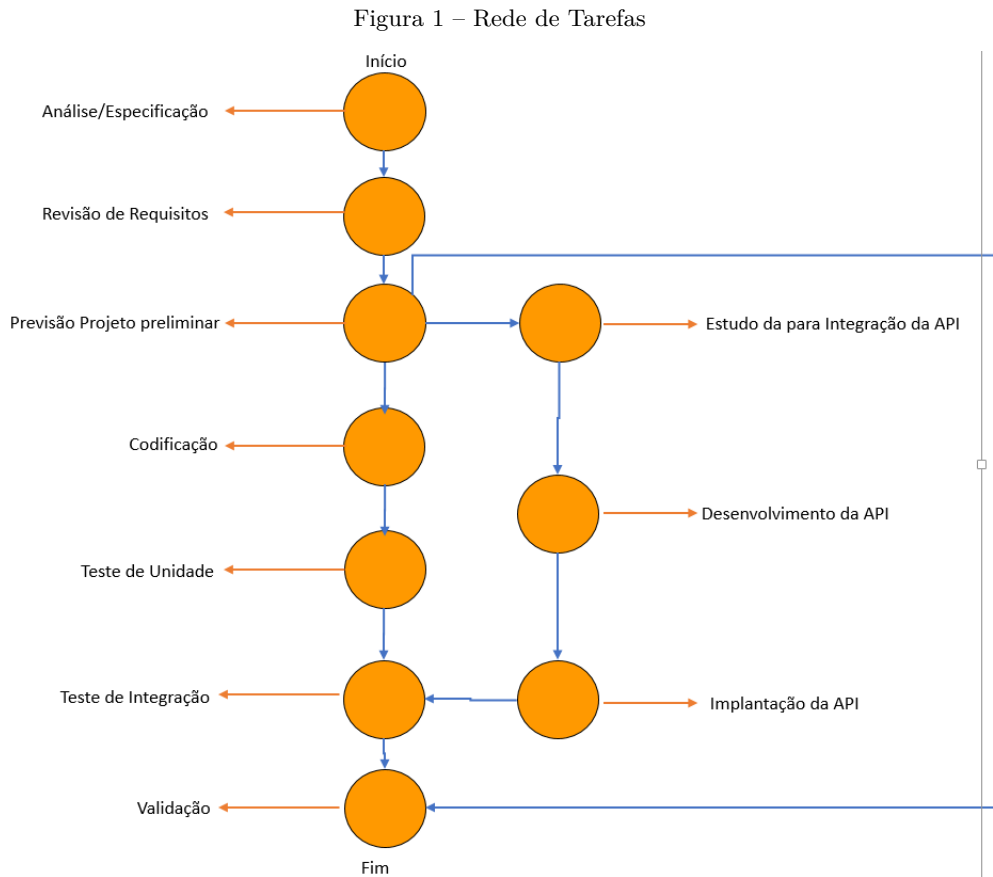 Figura 1 – Rede de Tarefas
Início
Análise/Especificação
Revisão de Requisitos
Previsão Projeto preliminar
Estudo da para Integração da API
Codificação
Desenvolvimento da API
Teste de Unidade
Teste de Integração
Implantação da API
Validação
Fim